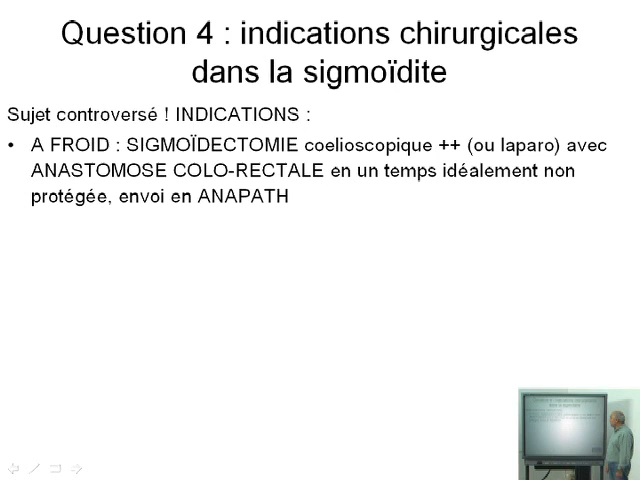 Question 4 : indications chirurgicales
dans la sigmoïdite
Sujet controversé ! INDICATIONS :
• A FROID : SIGMOÏDECTOMIE coelioscopique ++ (ou laparo) avec
ANASTOMOSE COLO-RECTALE en un temps idéalement non
protégée, envoi en ANAPATH